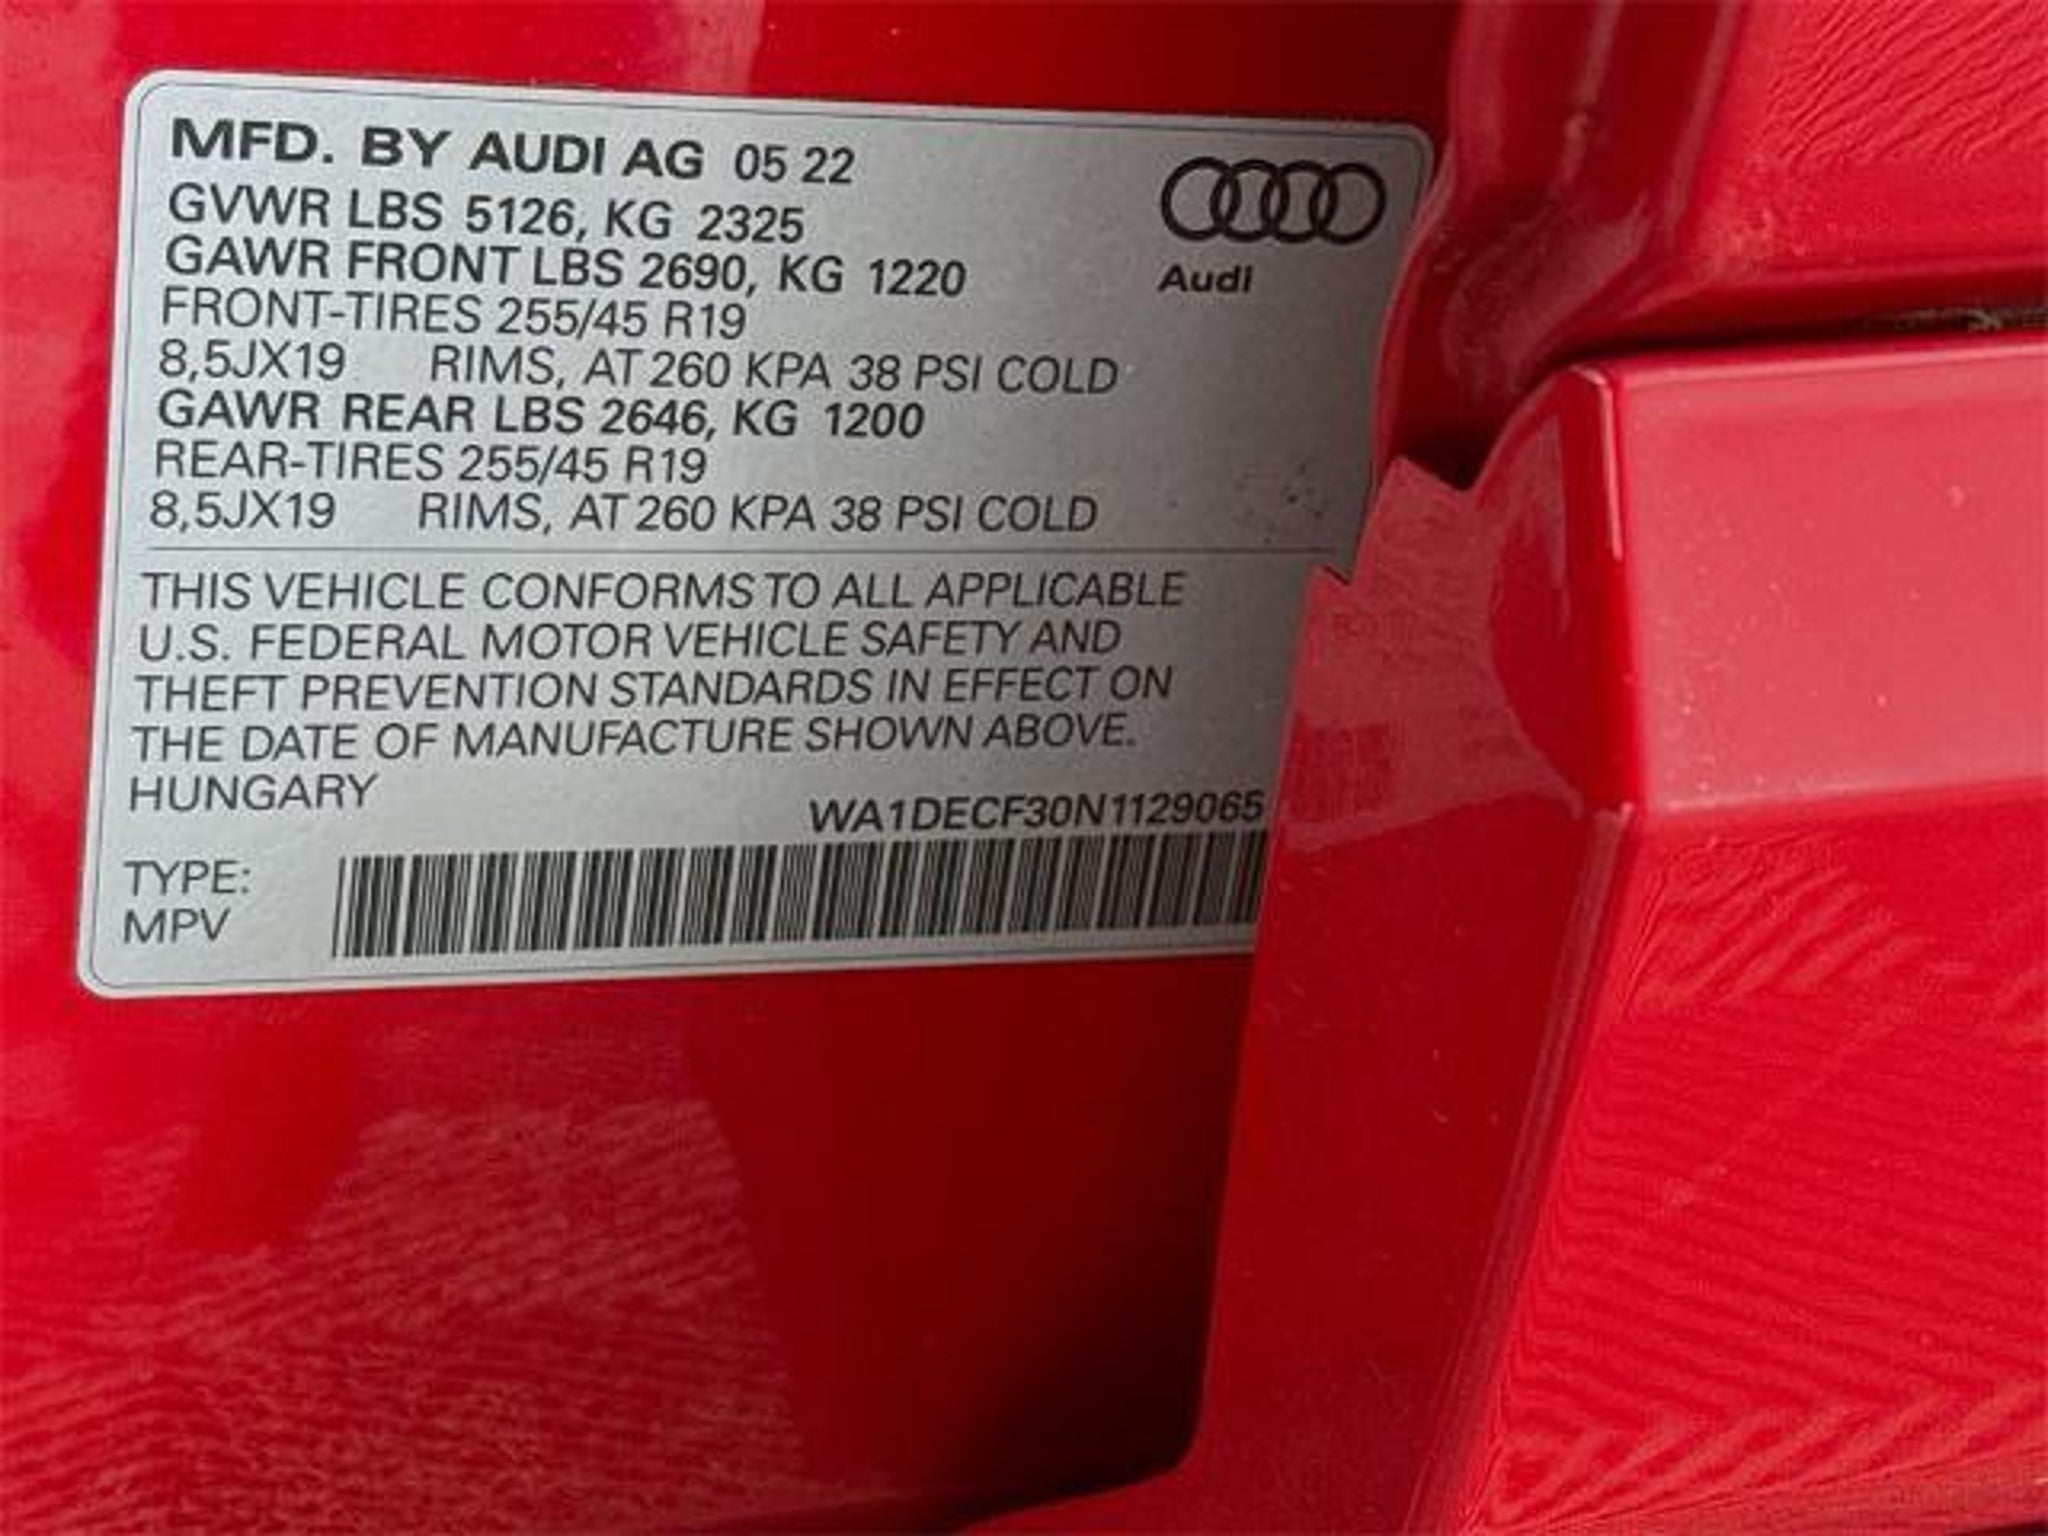 MFD. BY AUDI AG 05 22
GVWR LBS 5126, KG 2325
GAWR FRONT LBS 2690, KG 1220
Audi
FRONT-TIRES 255/45 R19
8,5JX19 RIMS, AT 260 KPA 38 PSI COLD
GAWR REAR LBS 2646, KG 1200
REAR-TIRES 255/45 R19
8,5JX19 RIMS, AT 260 KPA 38 PSI COLD
THIS VEHICLE CONFORMS TO ALL APPLICABLE
U.S. FEDERAL MOTOR VEHICLE SAFETY AND
THEFT PREVENTION STANDARDS IN EFFECT ON
THE DATE OF MANUFACTURE SHOWN ABOVE.
HUNGARY
WA1DECF30N1129065
TYPE:
MPV